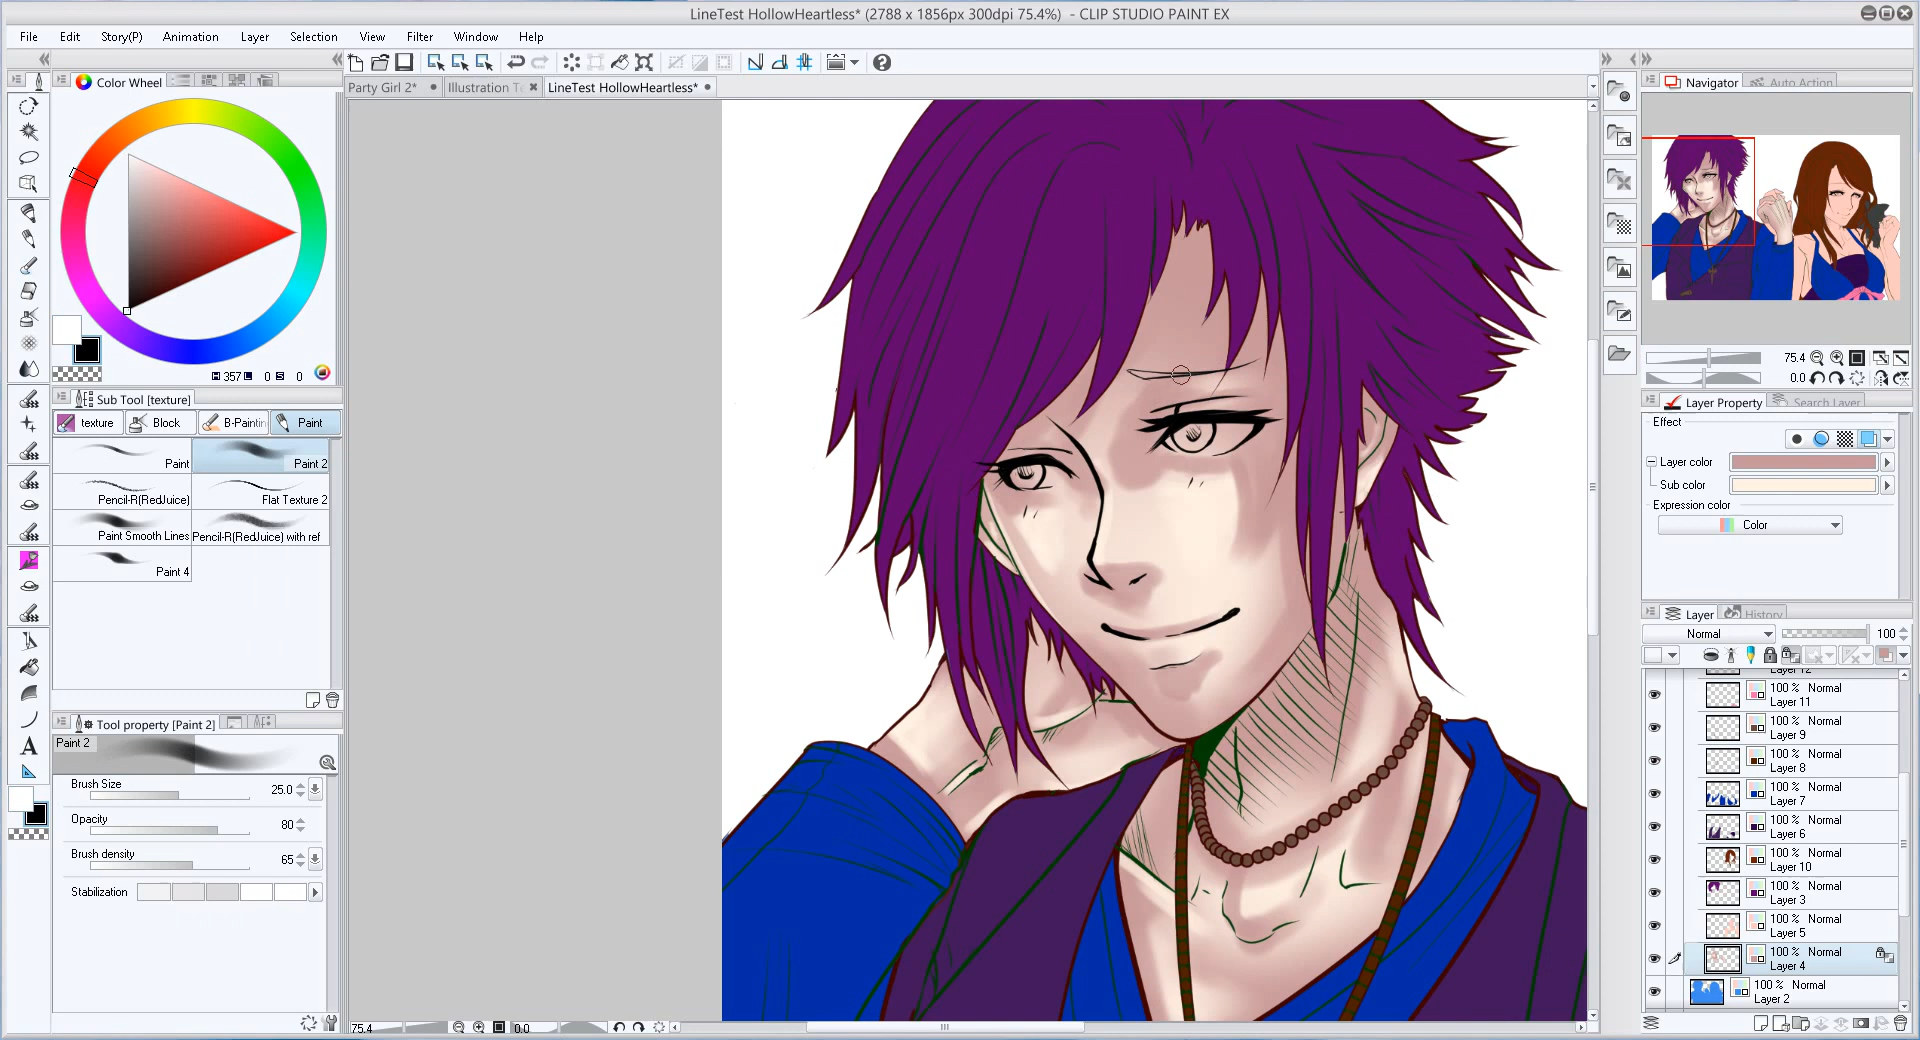 LineTest HollowHeartless* (2788 x 1856px 300dpi 75.4%) - CLIP STUDIO PAINT EX
File Edit Story(P) Animation Layer Selection View Filter Window Help
Color Wheel
Party Girl 2* Illustration LineTest HollowHeartless*
Navigator Auto Action
H 357 L 0 S 0
75.4
0.0
Sub Tool [texture]
texture Block B-Paintin Paint
Paint Paint 2
Pencil-R(RedJuice) Flat Texture 2
Paint Smooth Lines Pencil-R(RedJuice) with ref
Paint 4
Layer Property Search Layer
Effect
Layer color
Sub color
Expression color
Color
Layer History
Normal 100
Layer 12
100 % Normal
Layer 11
100 % Normal
Layer 9
100 % Normal
Layer 8
100 % Normal
Layer 7
100 % Normal
Layer 6
100 % Normal
Layer 10
100 % Normal
Layer 3
100 % Normal
Layer 5
100 % Normal
Layer 4
100 % Normal
Layer 2
Tool property [Paint 2]
Paint 2
Brush Size 25.0
Opacity 80
Brush density 65
Stabilization
75.4 0.0